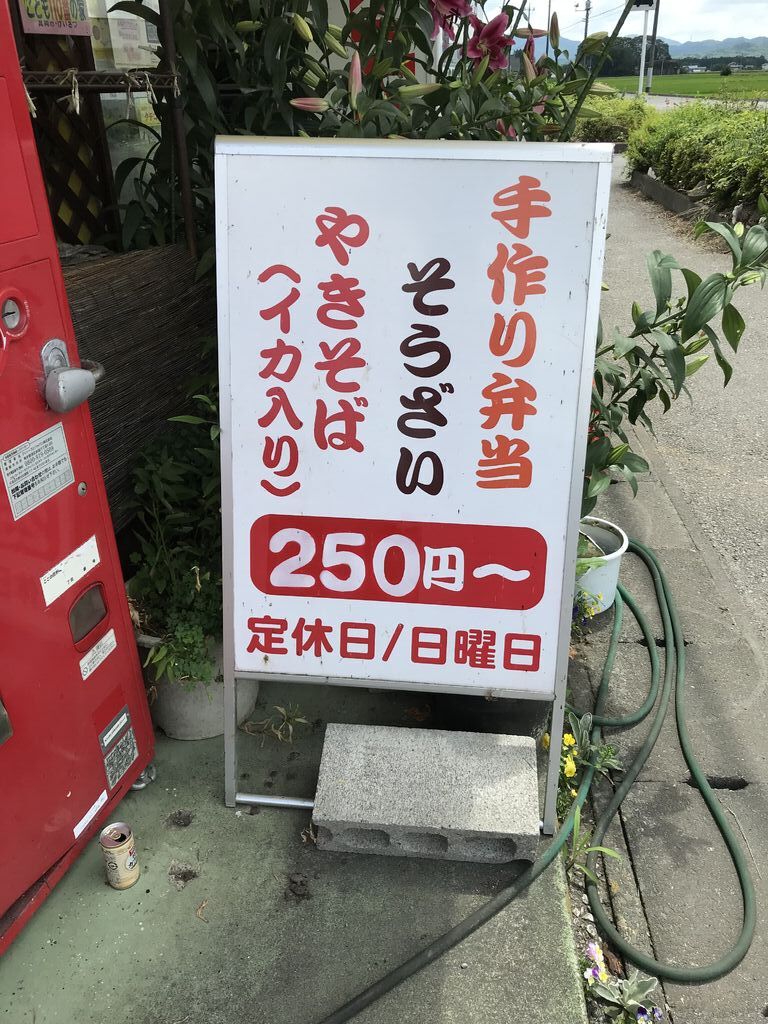 手作り弁当
そうざい
やきそば
(イカ入り)
250円～
定休日/日曜日